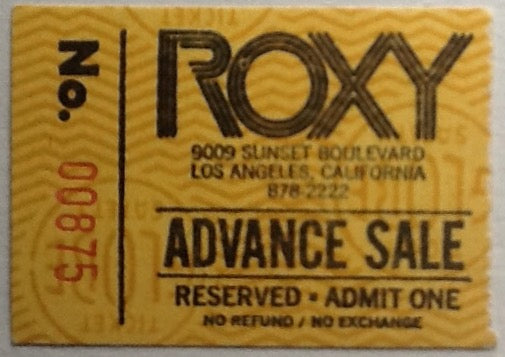 No. 00875
ROXY
9009 SUNSET BOULEVARD
LOS ANGELES, CALIFORNIA
878-2222
ADVANCE SALE
RESERVED • ADMIT ONE
NO REFUND / NO EXCHANGE